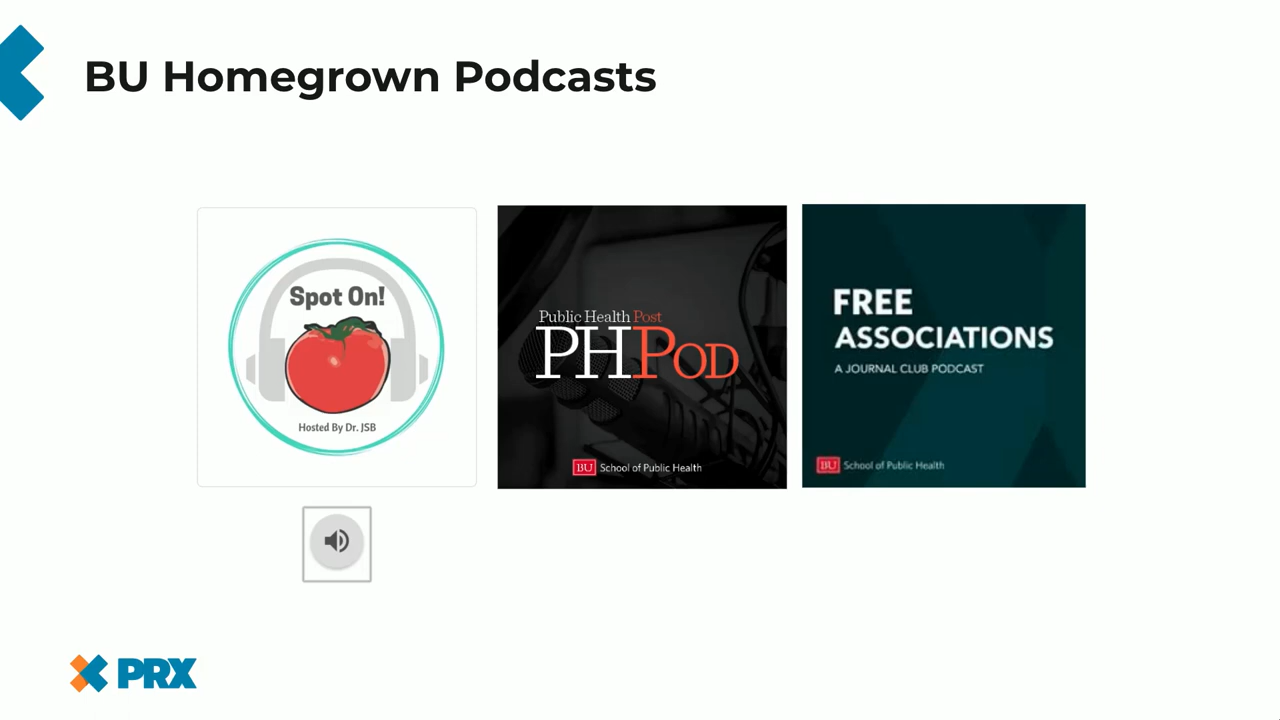 BU Homegrown Podcasts
Spot On!
Hosted By Dr. JSB
Public Health Post
PHPOD
BU School of Public Health
FREE
ASSOCIATIONS
A JOURNAL CLUB PODCAST
BU School of Public Health
PRX